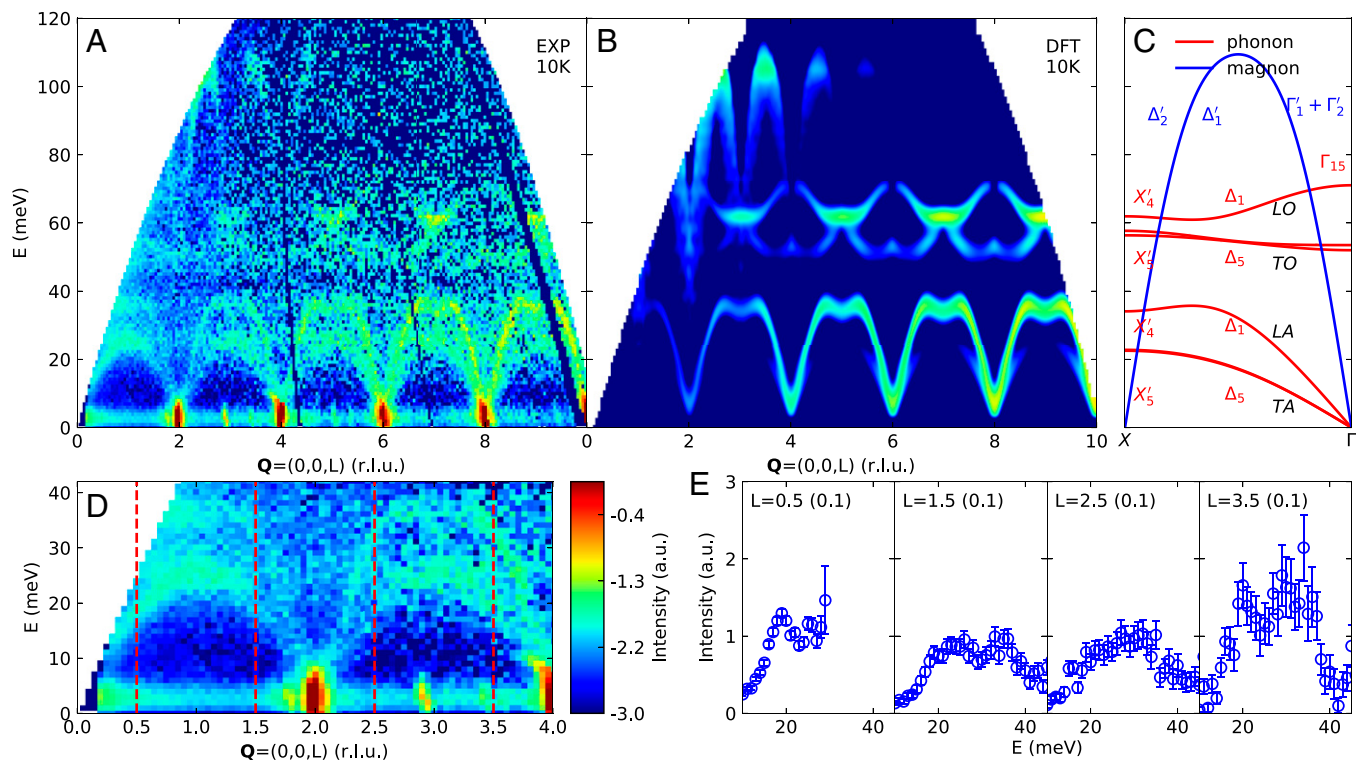 A
EXP
10K
120
100
80
60
40
20
0
E (meV)
0 2 4 6 8
Q=(0,0,L) (r.l.u.)
B
DFT
10K
0 2 4 6 8 10
Q=(0,0,L) (r.l.u.)
C
phonon
magnon
Δ′₂ Δ′₁ Γ′₁ + Γ′₂
Γ₁₅
X′₄ Δ₁ LO
X′₅ Δ₅ TO
X′₄ Δ₁ LA
X′₅ Δ₅ TA
X Γ
D
40
30
20
10
0
E (meV)
0.0 0.5 1.0 1.5 2.0 2.5 3.0 3.5 4.0
Q=(0,0,L) (r.l.u.)
-0.4
-1.3
-2.2
-3.0
Intensity (a.u.)
E
3
2
1
0
Intensity (a.u.)
L=0.5 (0.1) L=1.5 (0.1) L=2.5 (0.1) L=3.5 (0.1)
20 40 20 40 20 40 20 40
E (meV)